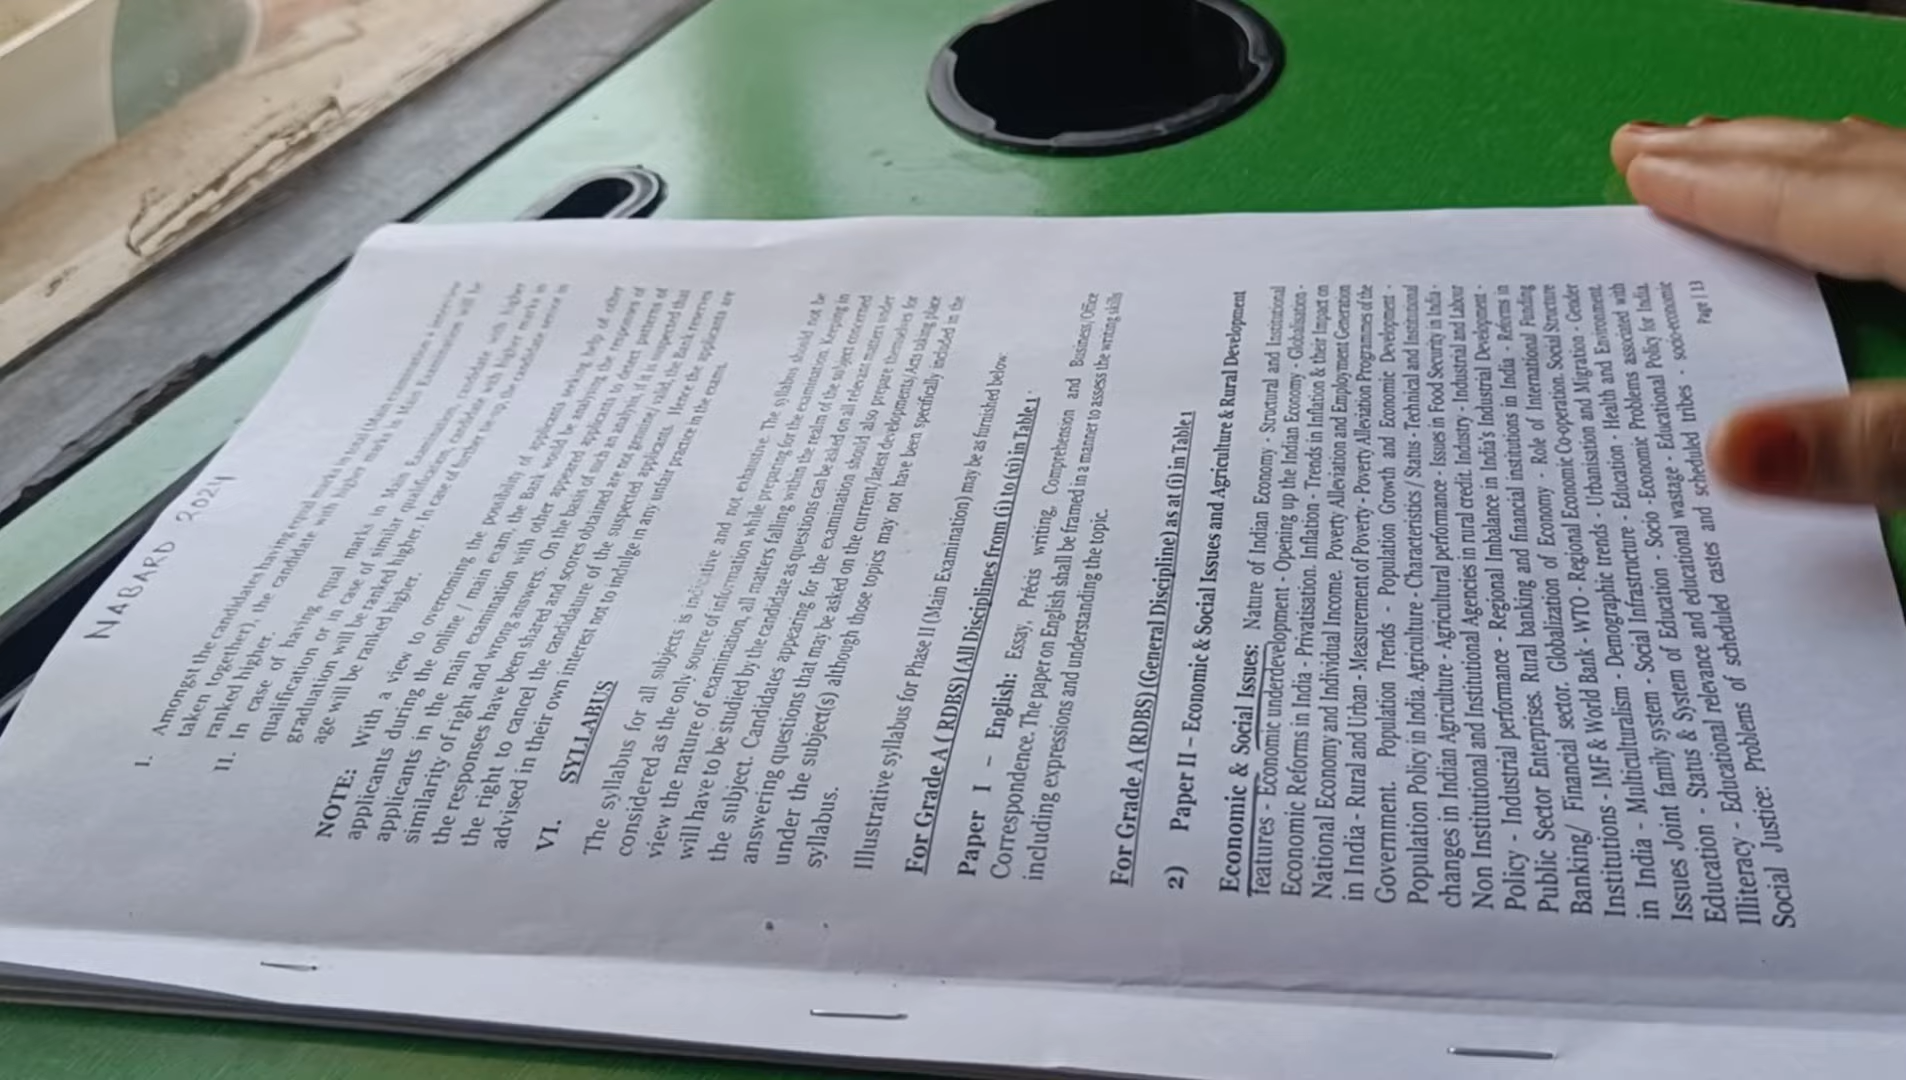 NABARD 2024
I. Amongst the candidates having equal mark in total (Main examination + interview
taken together), the candidate with higher marks in Main Examination will be
ranked higher.
II. In case of having equal marks in Main Examination, candidate with higher
qualification or in case of similar qualification, candidate with higher marks in
graduation will be ranked higher. In case of further tie-up, the candidate senior in
age will be ranked higher.
NOTE: With a view to overcoming the possibility of applicants seeking help of other
applicants during the online / main exam, the Bank would be analysing the responses of
applicants in the main examination with other appeared applicants to detect patterns of
similarity of right and wrong answers. On the basis of such an analysis, if it is suspected that
the responses have been shared and scores obtained are not genuine/ valid, the Bank reserves
the right to cancel the candidature of the suspected applicants. Hence the applicants are
advised in their own interest not to indulge in any unfair practice in the exams.
VI. SYLLABUS
The syllabus for all subjects is indicative and not exhaustive. The syllabus should not be
considered as the only source of information while preparing for the examination. Keeping in
view the nature of examination, all matters falling within the realm of the subject concerned
will have to be studied by the candidate as questions can be asked on all relevant matters under
the subject. Candidates appearing for the examination should also prepare themselves for
answering questions that may be asked on the current/latest developments/Acts taking place
under the subject(s) although those topics may not have been specifically included in the
syllabus.
Illustrative syllabus for Phase II (Main Examination) may be as furnished below:
For Grade A ( RDBS) (All Disciplines from (i) to (xi) in Table 1
Paper I – English: Essay, Précis writing, Comprehension and Business/Office
Correspondence. The paper on English shall be framed in a manner to assess the writing skills
including expressions and understanding the topic.
For Grade A (RDBS) (General Discipline) as at (i) in Table 1
2) Paper II – Economic & Social Issues and Agriculture & Rural Development
Economic & Social Issues: Nature of Indian Economy - Structural and Institutional
features - Economic underdevelopment - Opening up the Indian Economy - Globalisation -
Economic Reforms in India - Privatisation. Inflation - Trends in Inflation & their Impact on
National Economy and Individual Income. Poverty Alleviation and Employment Generation
in India - Rural and Urban - Measurement of Poverty - Poverty Alleviation Programmes of the
Government. Population Trends - Population Growth and Economic Development -
Population Policy in India. Agriculture - Characteristics / Status - Technical and Institutional
changes in Indian Agriculture - Agricultural performance - Issues in Food Security in India -
Non Institutional and Institutional Agencies in rural credit. Industry - Industrial and Labour
Policy - Industrial performance - Regional Imbalance in India's Industrial Development -
Public Sector Enterprises. Rural banking and financial institutions in India - Reforms in
Banking/ Financial sector. Globalization of Economy - Role of International Funding
Institutions - IMF & World Bank - WTO - Regional Economic Co-operation. Social Structure
in India - Multiculturalism - Demographic trends - Urbanisation and Migration - Gender
Issues Joint family system - Social Infrastructure - Education - Health and Environment.
Education - Status & System of Education - Socio - Economic Problems associated with
Illiteracy - Educational relevance and educational wastage - Educational Policy for India.
Social Justice: Problems of scheduled castes and scheduled tribes - socio-economic
Page | 13